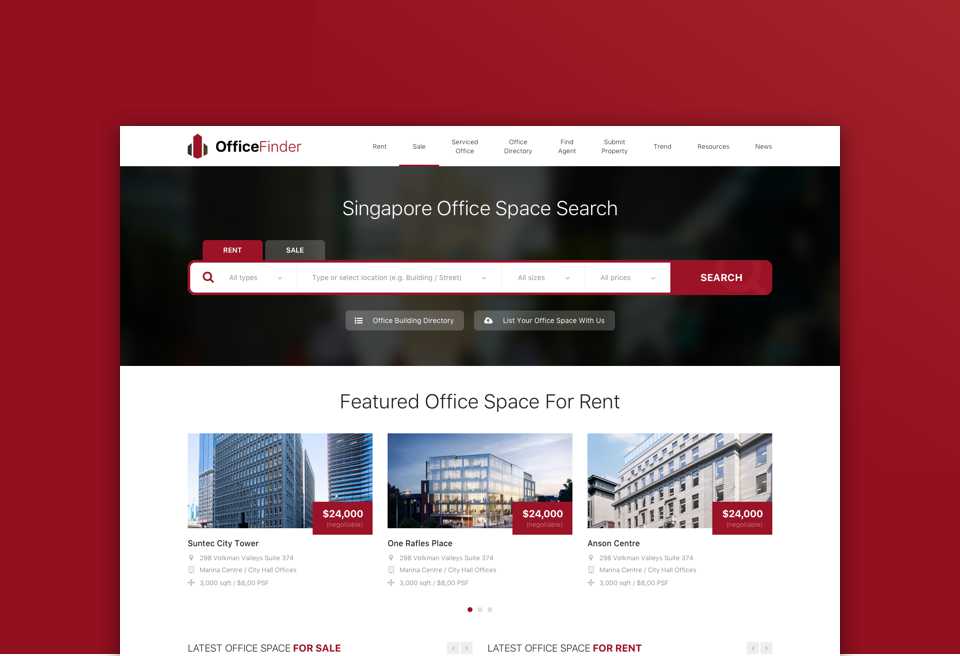 OfficeFinder
Rent
Sale
Serviced
Office
Office
Directory
Find
Agent
Submit
Property
Trend
Resources
News
Singapore Office Space Search
RENT
SALE
All types
Type or select location (e.g. Building / Street)
All sizes
All prices
SEARCH
Office Building Directory
List Your Office Space With Us
Featured Office Space For Rent
$24,000
(negotiable)
Suntec City Tower
298 Volkman Valleys Suite 374
Marina Centre / City Hall Offices
3,000 sqft / $8,00 PSF
$24,000
(negotiable)
One Rafles Place
298 Volkman Valleys Suite 374
Marina Centre / City Hall Offices
3,000 sqft / $8,00 PSF
$24,000
(negotiable)
Anson Centre
298 Volkman Valleys Suite 374
Marina Centre / City Hall Offices
3,000 sqft / $8,00 PSF
LATEST OFFICE SPACE FOR SALE
LATEST OFFICE SPACE FOR RENT